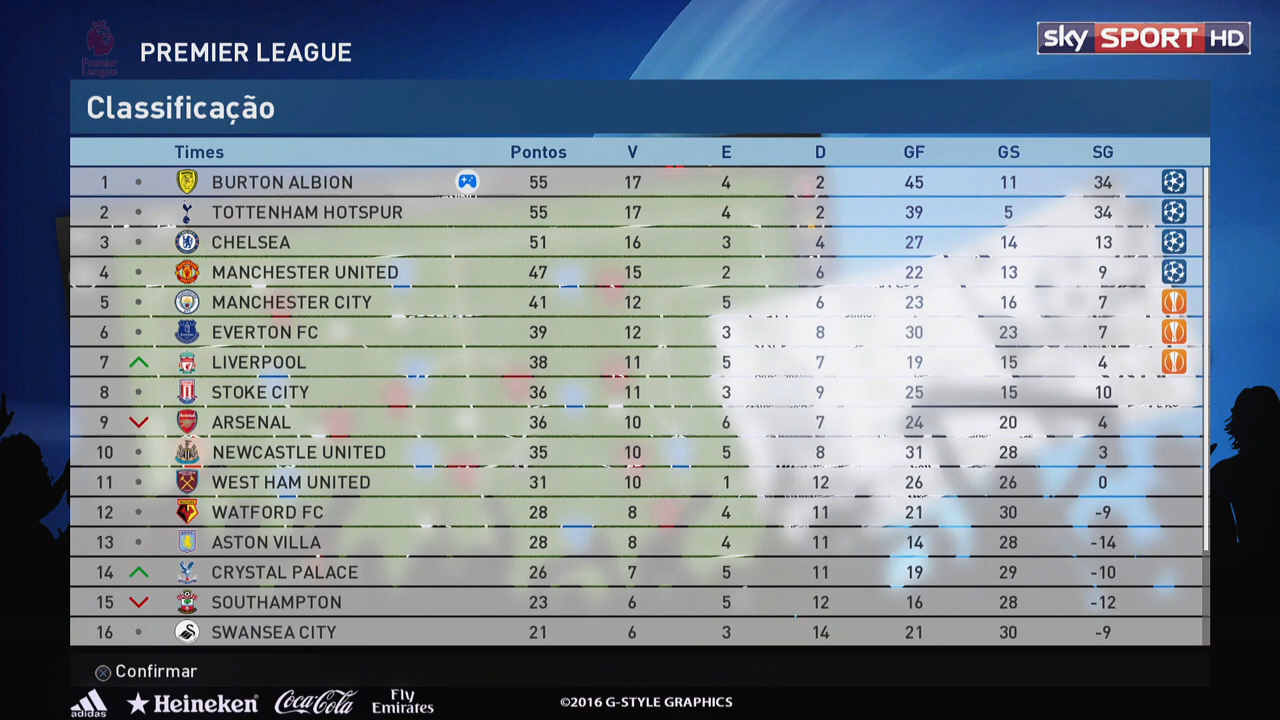 Premier League
PREMIER LEAGUE
sky SPORT HD
Classificação
Times Pontos V E D GF GS SG
1 BURTON ALBION 55 17 4 2 45 11 34
2 TOTTENHAM HOTSPUR 55 17 4 2 39 5 34
3 CHELSEA 51 16 3 4 27 14 13
4 MANCHESTER UNITED 47 15 2 6 22 13 9
5 MANCHESTER CITY 41 12 5 6 23 16 7
6 EVERTON FC 39 12 3 8 30 23 7
7 LIVERPOOL 38 11 5 7 19 15 4
8 STOKE CITY 36 11 3 9 25 15 10
9 ARSENAL 36 10 6 7 24 20 4
10 NEWCASTLE UNITED 35 10 5 8 31 28 3
11 WEST HAM UNITED 31 10 1 12 26 26 0
12 WATFORD FC 28 8 4 11 21 30 -9
13 ASTON VILLA 28 8 4 11 14 28 -14
14 CRYSTAL PALACE 26 7 5 11 19 29 -10
15 SOUTHAMPTON 23 6 5 12 16 28 -12
16 SWANSEA CITY 21 6 3 14 21 30 -9
Confirmar
adidas Heineken Coca-Cola Fly Emirates ©2016 G-STYLE GRAPHICS